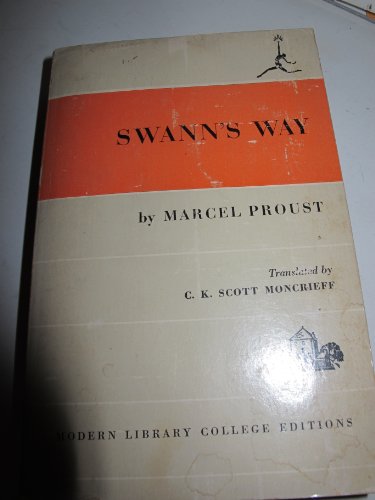 SWANN'S WAY
by MARCEL PROUST
Translated by
C. K. SCOTT MONCRIEFF
MODERN LIBRARY COLLEGE EDITIONS